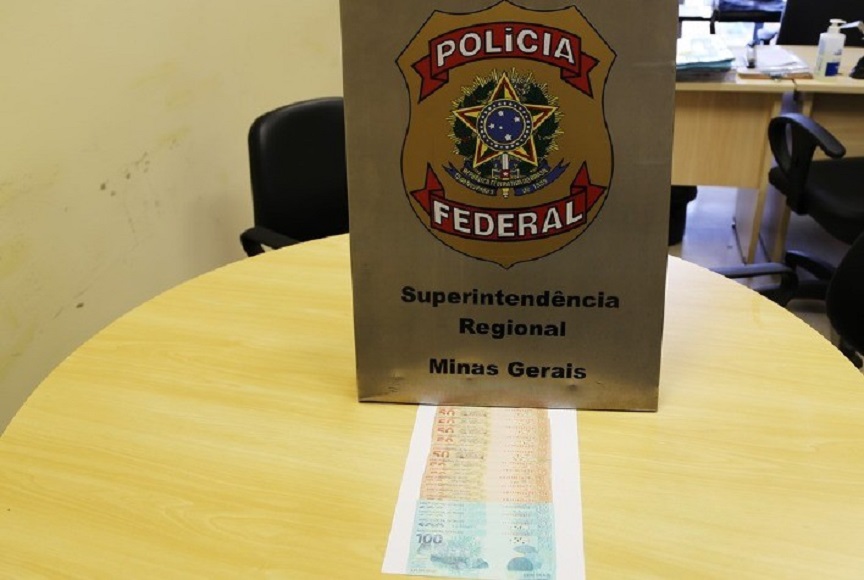 POLÍCIA
FEDERAL
Superintendência
Regional
Minas Gerais
100